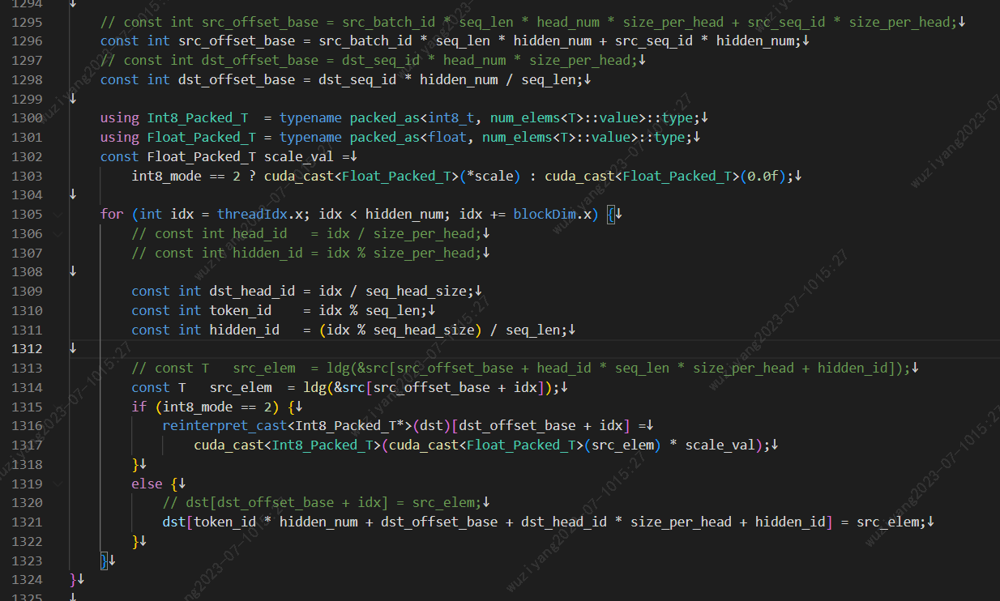 1294 ↓
1295 // const int src_offset_base = src_batch_id * seq_len * head_num * size_per_head + src_seq_id * size_per_head;↓
1296 const int src_offset_base = src_batch_id * seq_len * hidden_num + src_seq_id * hidden_num;↓
1297 // const int dst_offset_base = dst_seq_id * head_num * size_per_head;↓
1298 const int dst_offset_base = dst_seq_id * hidden_num / seq_len;↓
1299 ↓
1300 using Int8_Packed_T  = typename packed_as<int8_t, num_elems<T>::value>::type;↓
1301 using Float_Packed_T = typename packed_as<float, num_elems<T>::value>::type;↓
1302 const Float_Packed_T scale_val =↓
1303 int8_mode == 2 ? cuda_cast<Float_Packed_T>(*scale) : cuda_cast<Float_Packed_T>(0.0f);↓
1304 ↓
1305 for (int idx = threadIdx.x; idx < hidden_num; idx += blockDim.x) {↓
1306 // const int head_id   = idx / size_per_head;↓
1307 // const int hidden_id = idx % size_per_head;↓
1308 ↓
1309 const int dst_head_id = idx / seq_head_size;↓
1310 const int token_id    = idx % seq_len;↓
1311 const int hidden_id   = (idx % seq_head_size) / seq_len;↓
1312 ↓
1313 // const T   src_elem  = ldg(&src[src_offset_base + head_id * seq_len * size_per_head + hidden_id]);↓
1314 const T   src_elem  = ldg(&src[src_offset_base + idx]);↓
1315 if (int8_mode == 2) {↓
1316 reinterpret_cast<Int8_Packed_T*>(dst)[dst_offset_base + idx] =↓
1317 cuda_cast<Int8_Packed_T>(cuda_cast<Float_Packed_T>(src_elem) * scale_val);↓
1318 }↓
1319 else {↓
1320 // dst[dst_offset_base + idx] = src_elem;↓
1321 dst[token_id * hidden_num + dst_offset_base + dst_head_id * size_per_head + hidden_id] = src_elem;↓
1322 }↓
1323 }↓
1324 }↓
1325 ↓
wuziyang2023-07-1015:27